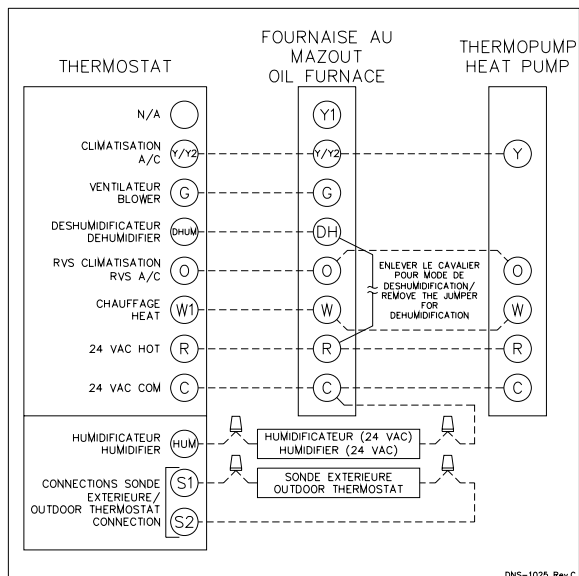 FOURNAISE AU
MAZOUT
OIL FURNACE
THERMOSTAT
THERMOPUMP
HEAT PUMP
N/A
Y1
CLIMATISATION
A/C
Y/Y2
Y/Y2
Y
VENTILATEUR
BLOWER
G
G
DESHUMIDIFICATEUR
DEHUMIDIFIER
DHUM
DH
RVS CLIMATISATION
RVS A/C
O
O
O
ENLEVER LE CAVALIER
POUR MODE DE
DESHUMIDIFICATION/
REMOVE THE JUMPER
FOR
DEHUMIDIFICATION
CHAUFFAGE
HEAT
W1
W
W
24 VAC HOT
R
R
R
24 VAC COM
C
C
C
HUMIDIFICATEUR
HUMIDIFIER
HUM
HUMIDIFICATEUR (24 VAC)
HUMIDIFIER (24 VAC)
CONNECTIONS SONDE
EXTERIEURE/
OUTDOOR THERMOSTAT
CONNECTION
S1
S2
SONDE EXTERIEURE
OUTDOOR THERMOSTAT
DNS-1025 Rev.C